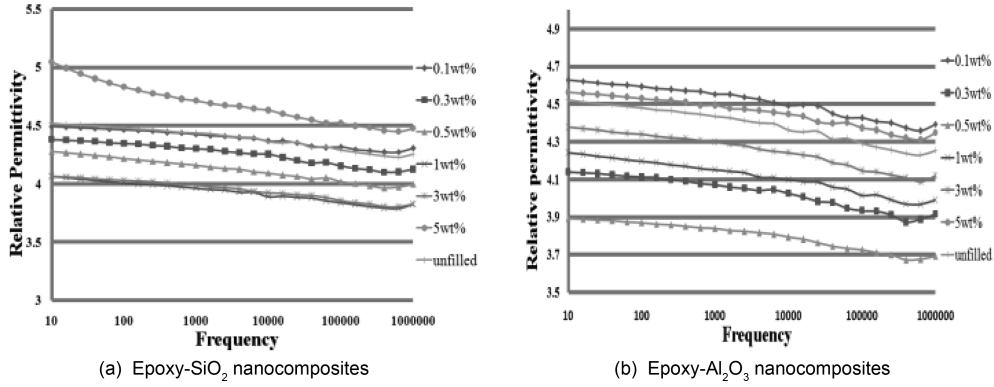 5.5
5
4.5
4
3.5
3
Relative Permittivity
10 100 1000 10000 100000 1000000
Frequency
0.1wt%
0.3wt%
0.5wt%
1wt%
3wt%
5wt%
unfilled
(a) Epoxy-SiO₂ nanocomposites
4.9
4.7
4.5
4.3
4.1
3.9
3.7
3.5
Relative permittivity
10 100 1000 10000 100000 1000000
Frequency
0.1wt%
0.3wt%
0.5wt%
1wt%
3wt%
5wt%
unfilled
(b) Epoxy-Al₂O₃ nanocomposites